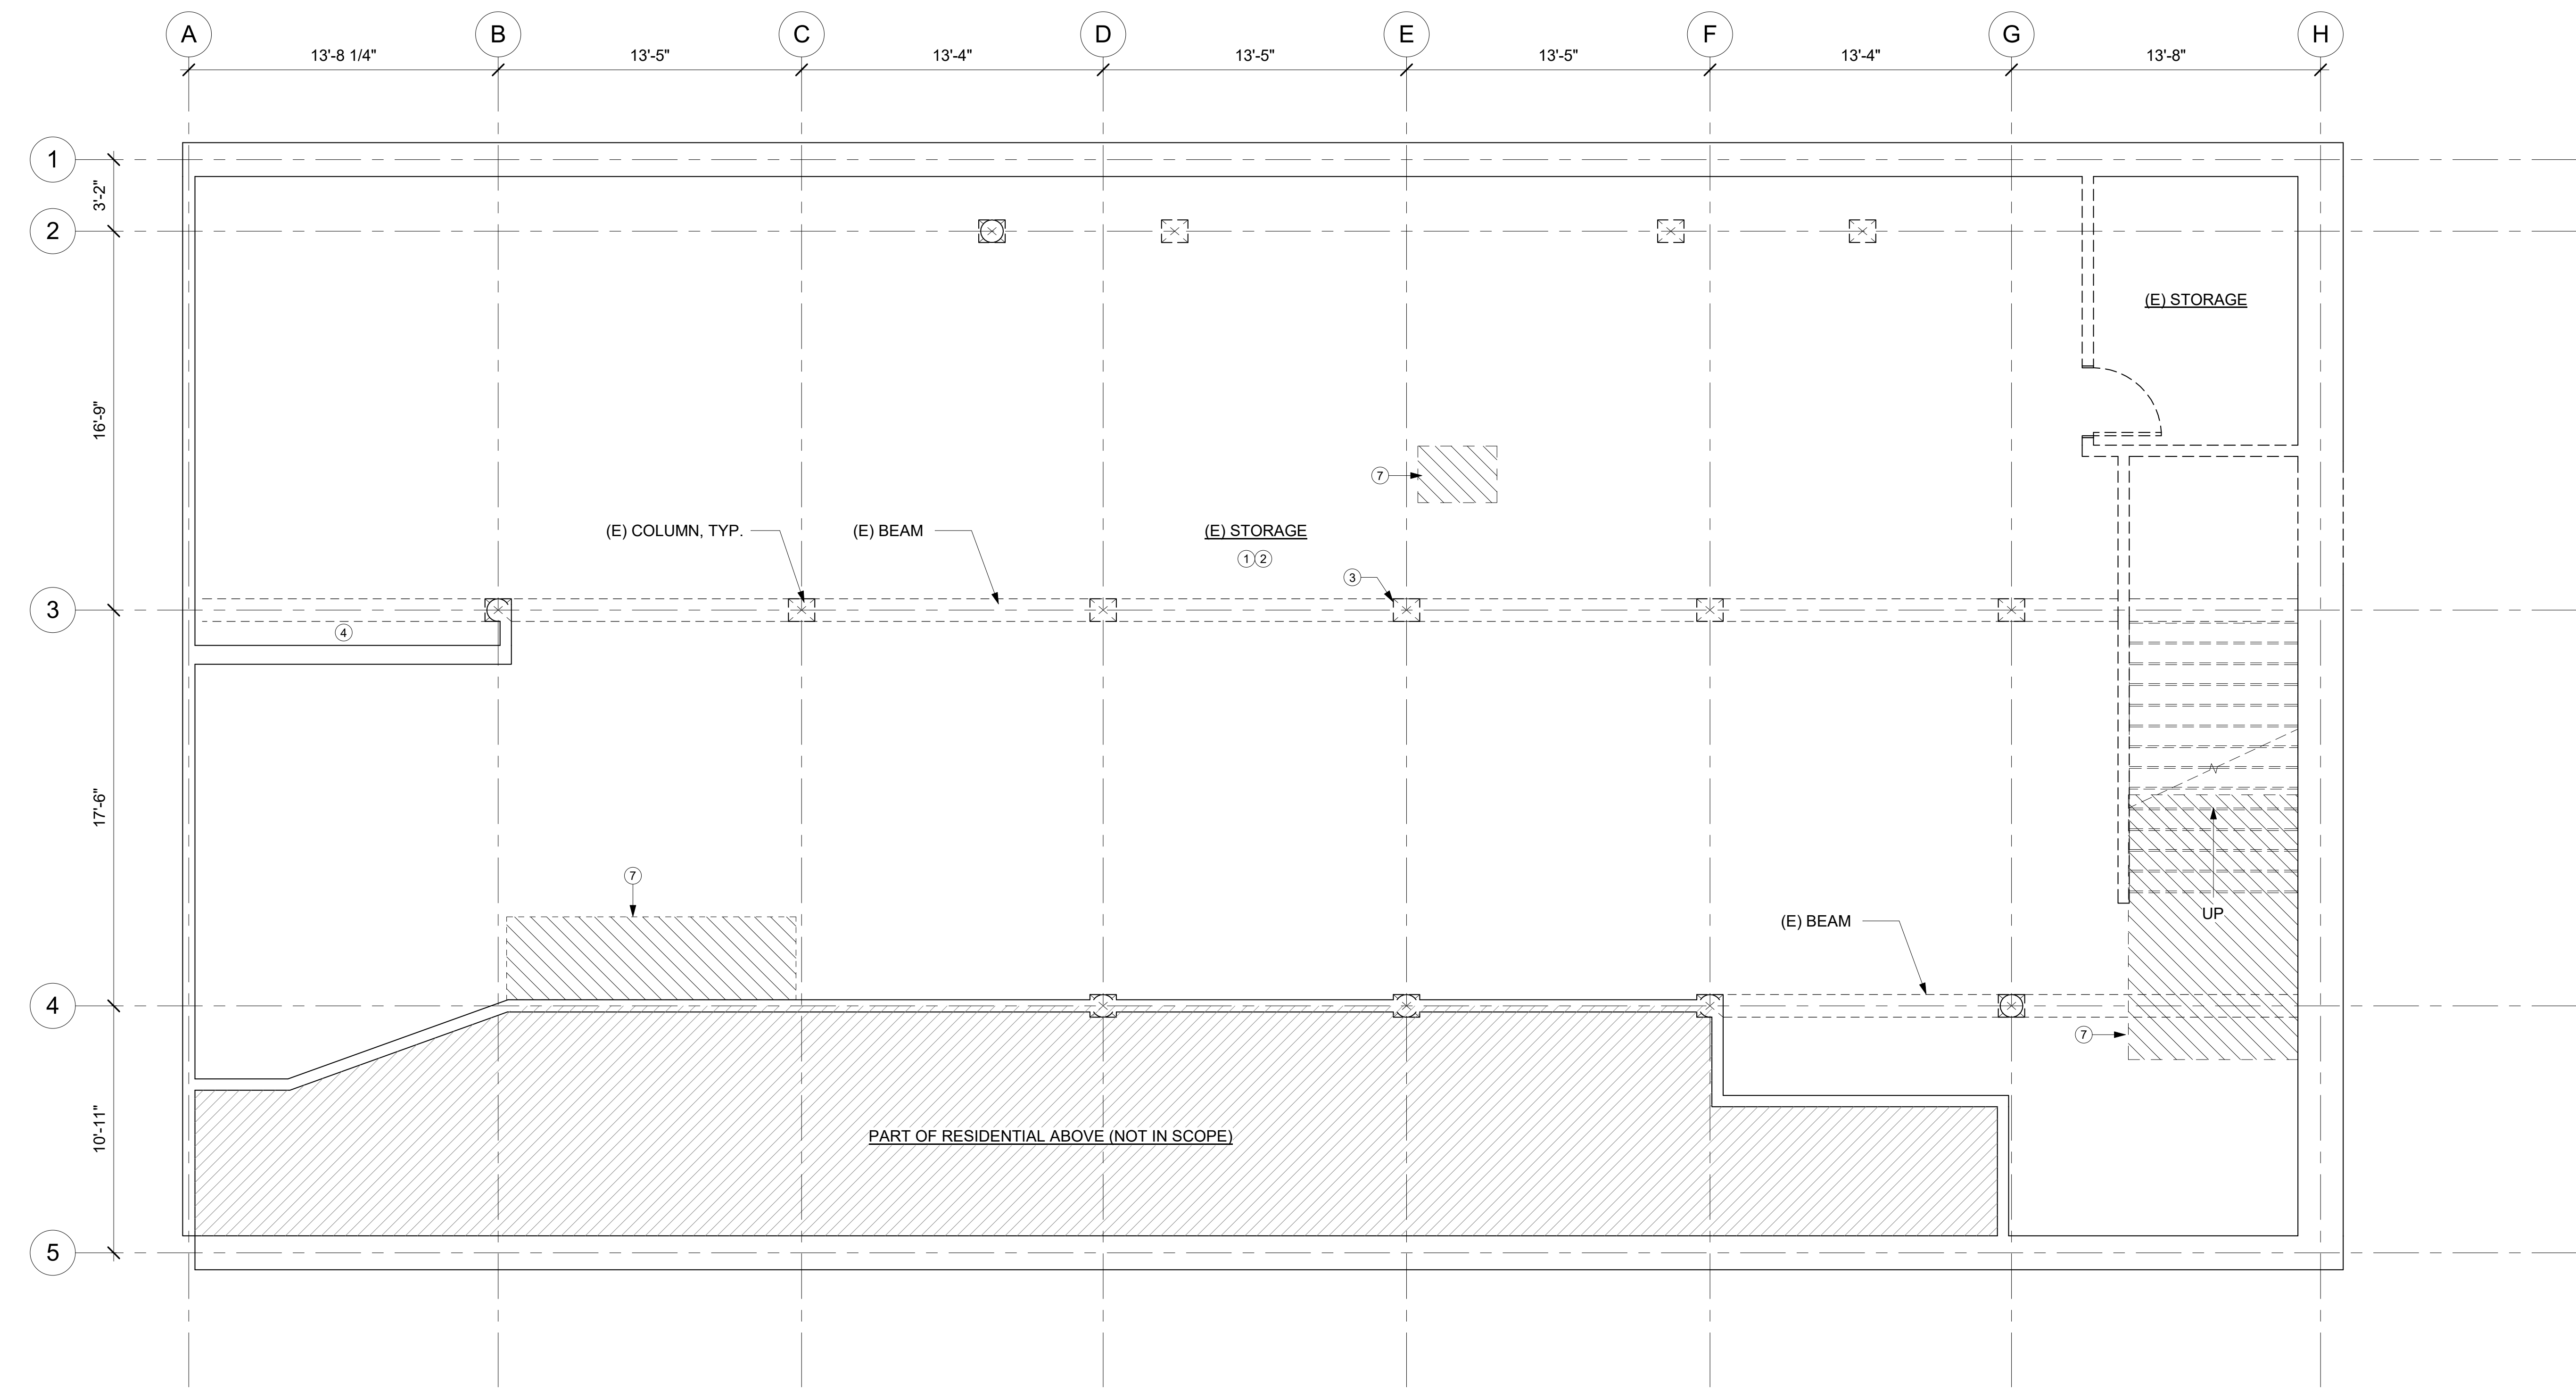 A B C D E F G H
13'-8 1/4" 13'-5" 13'-4" 13'-5" 13'-5" 13'-4" 13'-8"
1
3'-2"
2
(E) STORAGE
16'-9"
7
(E) COLUMN, TYP. (E) BEAM (E) STORAGE
1 2
3
3
4
17'-6"
7
UP
(E) BEAM
4
7
10'-11"
PART OF RESIDENTIAL ABOVE (NOT IN SCOPE)
5